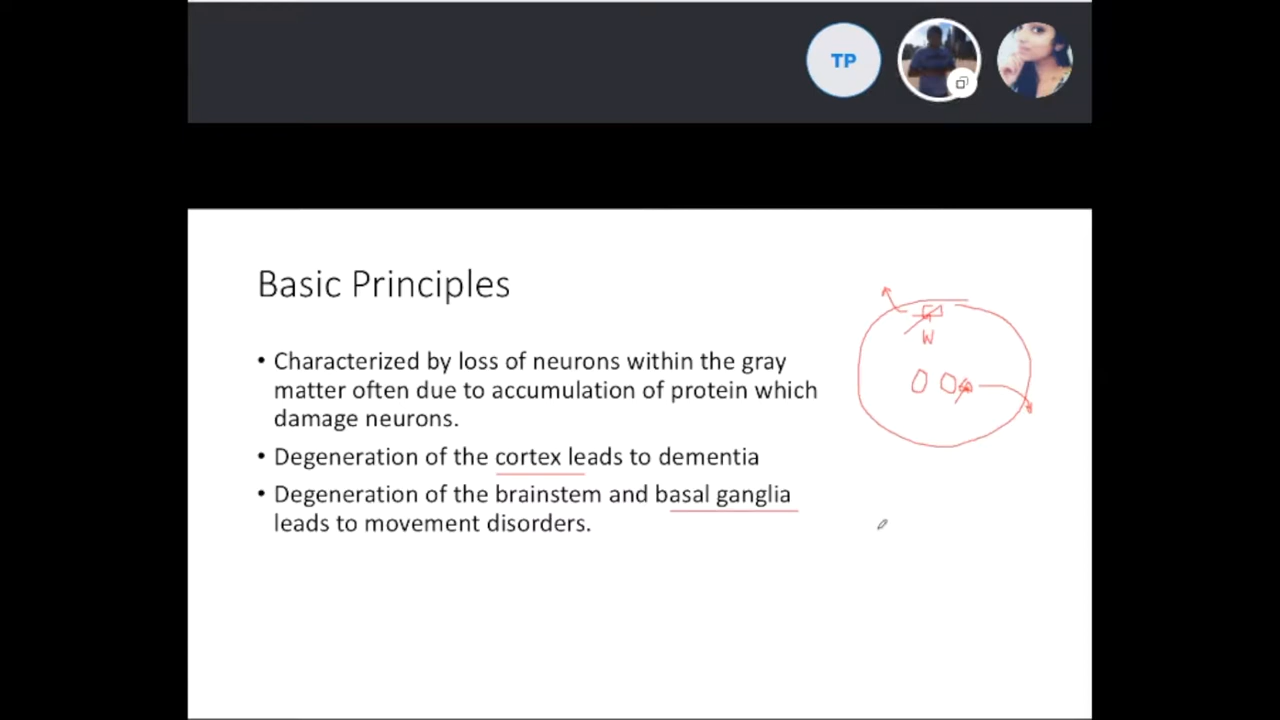 TP
Basic Principles
• Characterized by loss of neurons within the gray
matter often due to accumulation of protein which
damage neurons.
• Degeneration of the cortex leads to dementia
• Degeneration of the brainstem and basal ganglia
leads to movement disorders.
W